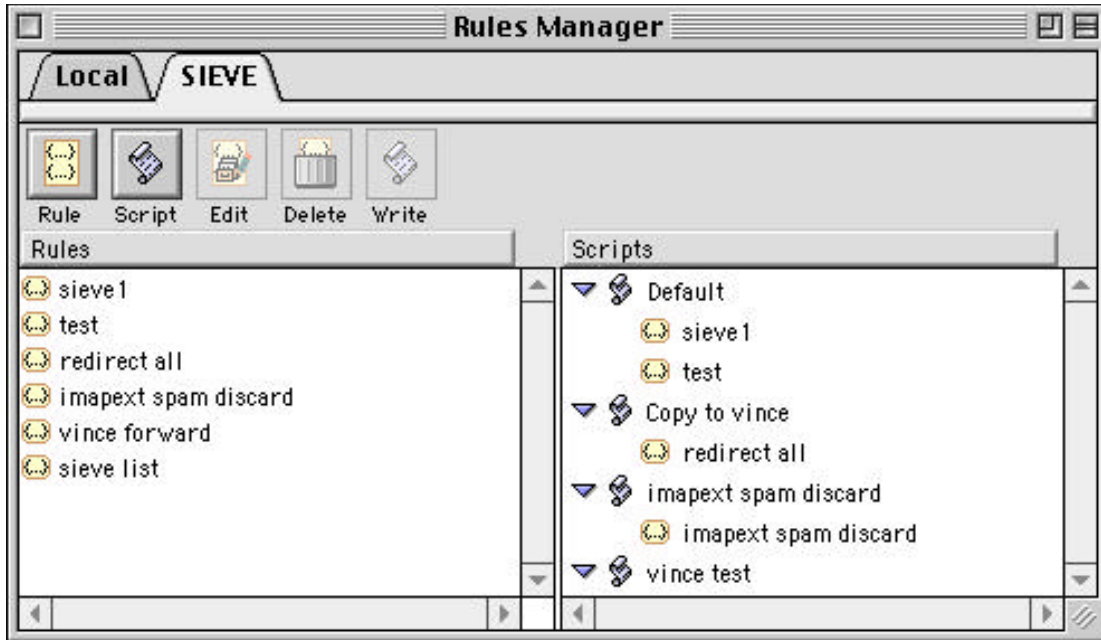 Rules Manager
Local SIEVE
Rule Script Edit Delete Write
Rules
sieve1
test
redirect all
imapext spam discard
vince forward
sieve list
Scripts
Default
sieve1
test
Copy to vince
redirect all
imapext spam discard
imapext spam discard
vince test